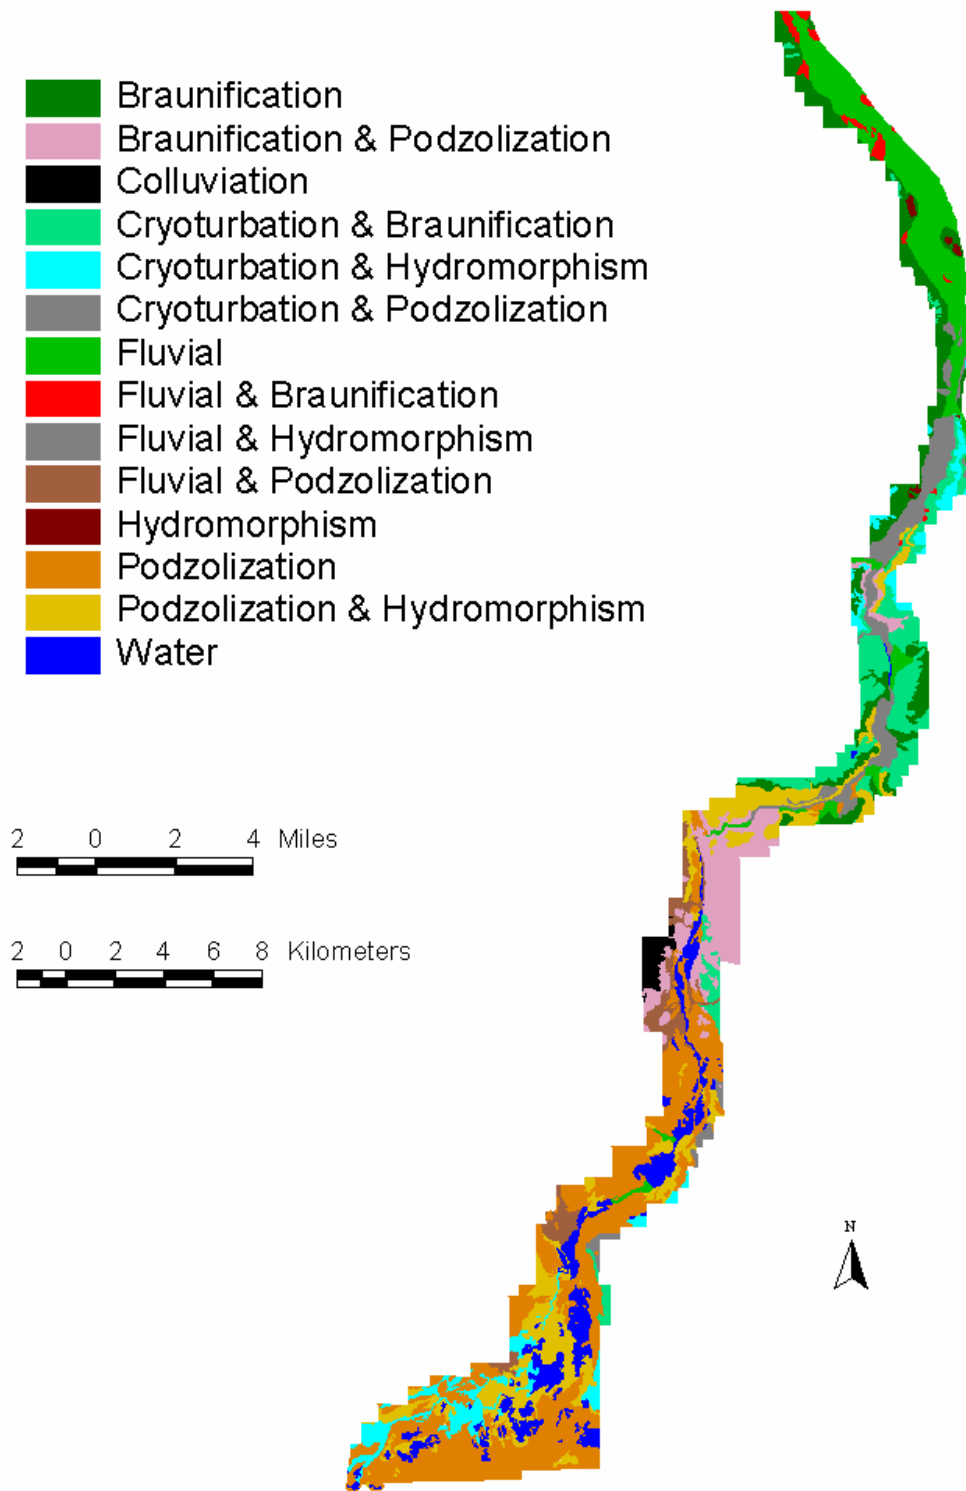 Braunification
Braunification & Podzolization
Colluviation
Cryoturbation & Braunification
Cryoturbation & Hydromorphism
Cryoturbation & Podzolization
Fluvial
Fluvial & Braunification
Fluvial & Hydromorphism
Fluvial & Podzolization
Hydromorphism
Podzolization
Podzolization & Hydromorphism
Water
2 0 2 4 Miles
2 0 2 4 6 8 Kilometers
N